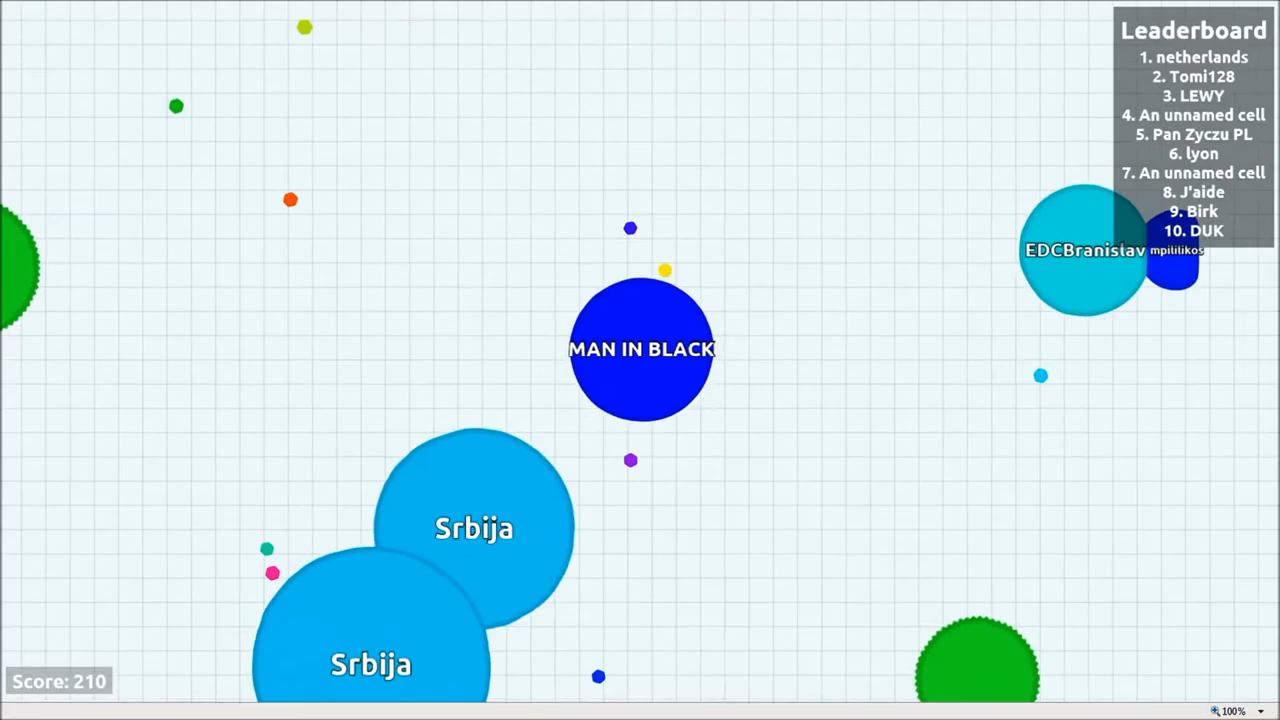 Leaderboard
1. netherlands
2. Tomi128
3. LEWY
4. An unnamed cell
5. Pan Zyczu PL
6. lyon
7. An unnamed cell
8. J'aide
9. Birk
10. DUK
EDCBranislav
mpililikos
MAN IN BLACK
Srbija
Srbija
Score: 210
100%